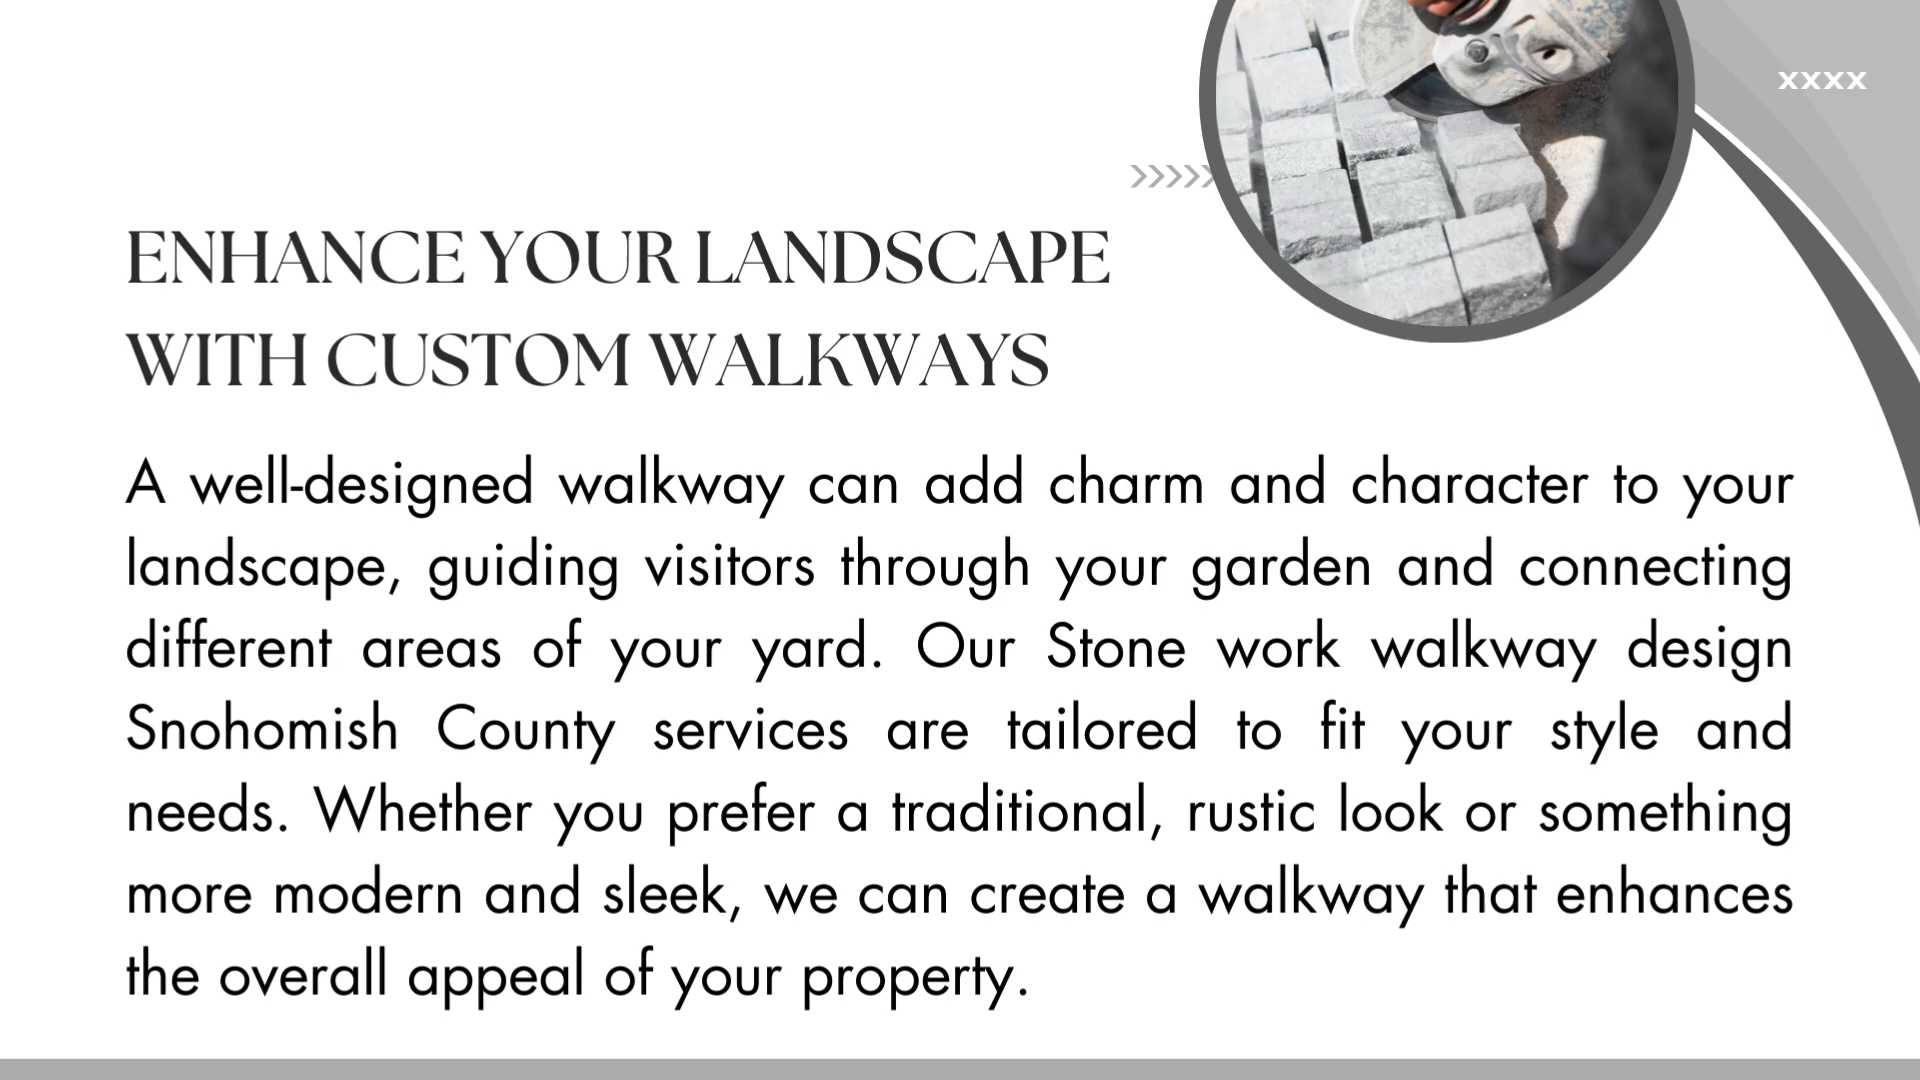 xxxx
ENHANCE YOUR LANDSCAPE
WITH CUSTOM WALKWAYS
A well-designed walkway can add charm and character to your
landscape, guiding visitors through your garden and connecting
different areas of your yard. Our Stone work walkway design
Snohomish County services are tailored to fit your style and
needs. Whether you prefer a traditional, rustic look or something
more modern and sleek, we can create a walkway that enhances
the overall appeal of your property.